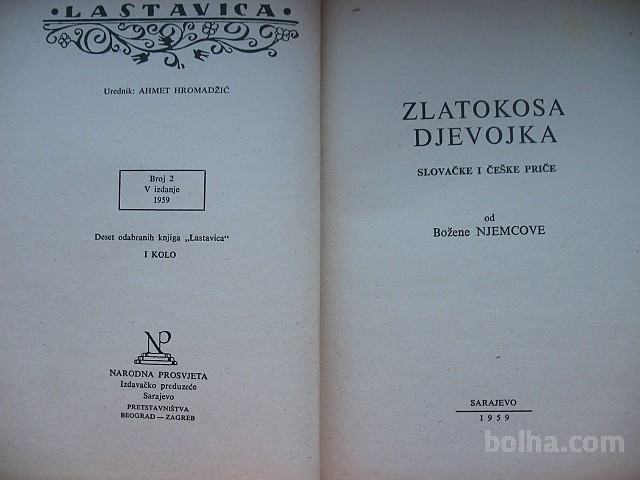 • LASTAVICA •
Urednik: AHMET HROMADŽIĆ
Broj 2
V izdanje
1959
Deset odabranih knjiga „Lastavica“
I KOLO
NP
NARODNA PROSVJETA
Izdavačko preduzeće
Sarajevo
PRETSTAVNIŠTVA
BEOGRAD — ZAGREB
ZLATOKOSA
DJEVOJKA
SLOVAČKE I ČEŠKE PRIČE
od
Božene NJEMCOVE
SARAJEVO
1959
bolha.com